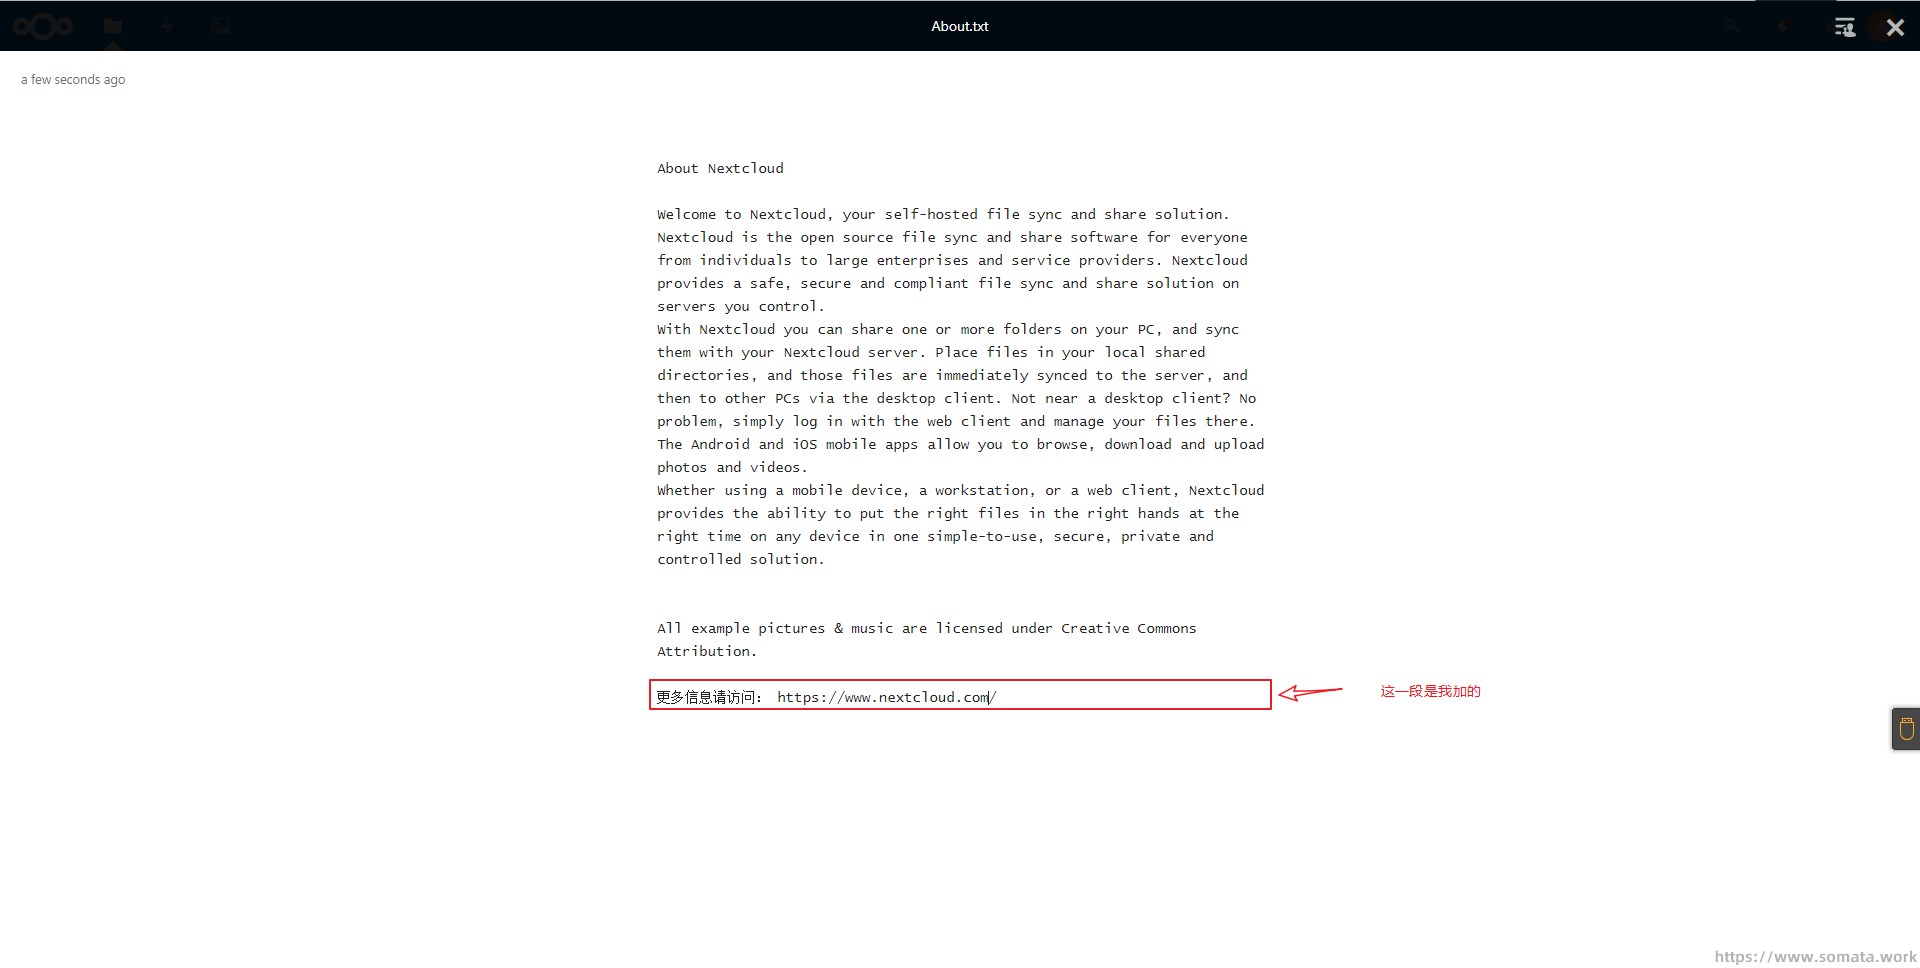 About.txt
a few seconds ago
About Nextcloud
Welcome to Nextcloud, your self-hosted file sync and share solution.
Nextcloud is the open source file sync and share software for everyone
from individuals to large enterprises and service providers. Nextcloud
provides a safe, secure and compliant file sync and share solution on
servers you control.
With Nextcloud you can share one or more folders on your PC, and sync
them with your Nextcloud server. Place files in your local shared
directories, and those files are immediately synced to the server, and
then to other PCs via the desktop client. Not near a desktop client? No
problem, simply log in with the web client and manage your files there.
The Android and iOS mobile apps allow you to browse, download and upload
photos and videos.
Whether using a mobile device, a workstation, or a web client, Nextcloud
provides the ability to put the right files in the right hands at the
right time on any device in one simple-to-use, secure, private and
controlled solution.
All example pictures & music are licensed under Creative Commons
Attribution.
更多信息请访问： https://www.nextcloud.com/
这一段是我加的
https://www.somata.work